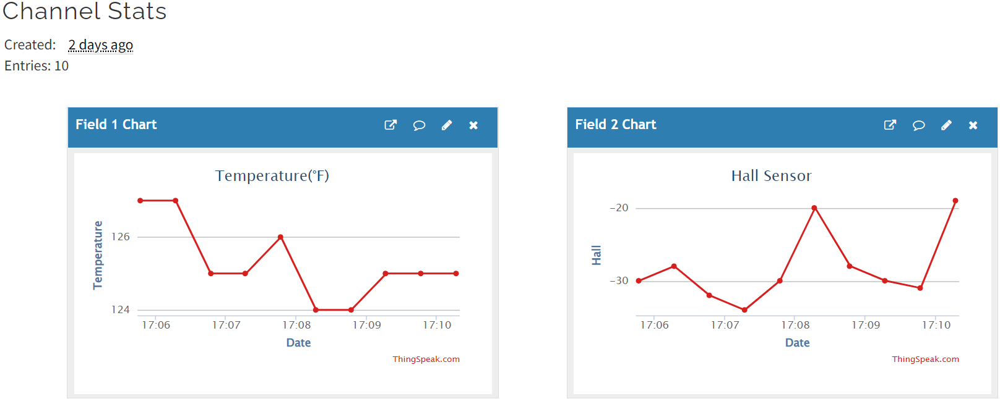 Channel Stats
Created: 2 days ago
Entries: 10
Field 1 Chart
Temperature(°F)
Temperature
126
124
17:06 17:07 17:08 17:09 17:10
Date
ThingSpeak.com
Field 2 Chart
Hall Sensor
Hall
-20
-30
17:06 17:07 17:08 17:09 17:10
Date
ThingSpeak.com